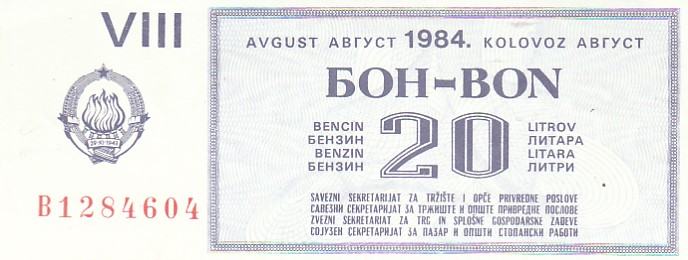 VIII
AVGUST АВГУСТ 1984. KOLOVOZ АВГУСТ
БОН-BON
BENCIN 20 LITROV
БЕНЗИН ЛИТАРА
BENZIN LITARA
БЕНЗИН ЛИТРИ
29·XI·1943
B1284604
SAVEZNI SEKRETARIJAT ZA TRŽIŠTE I OPČE PRIVREDNE POSLOVE
САВЕЗНИ СЕКРЕТАРИЈАТ ЗА ТРЖИШТЕ И ОПШТЕ ПРИВРЕДНЕ ПОСЛОВЕ
ZVEZNI SEKRETARIAT ZA TRG IN SPLOŠNE GOSPODARSKE ZADEVE
СОЈУЗЕН СЕКРЕТАРИЈАТ ЗА ПАЗАР И ОПШТИ СТОПАНСКИ РАБОТИ